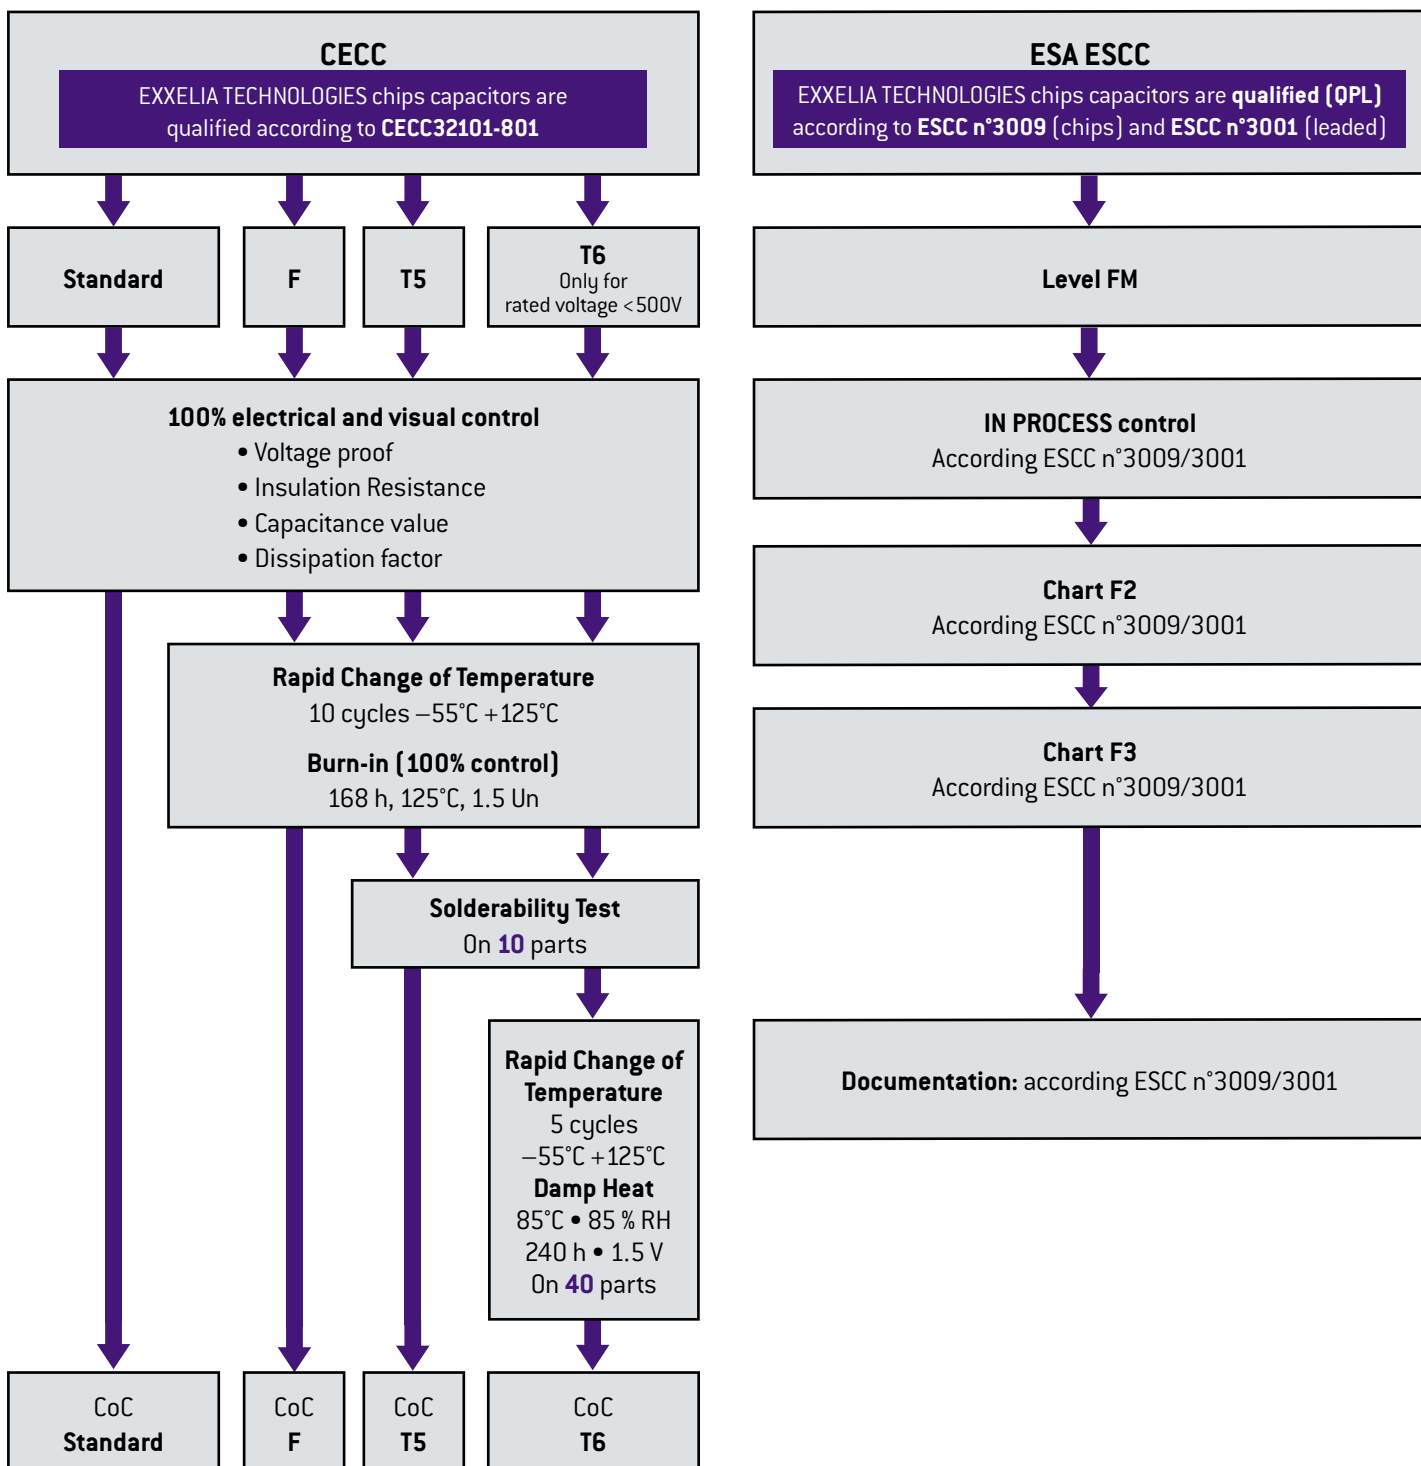 CECC
EXXELIA TECHNOLOGIES chips capacitors are
qualified according to CECC32101-801
Standard
F
T5
T6
Only for
rated voltage <500V
100% electrical and visual control
• Voltage proof
• Insulation Resistance
• Capacitance value
• Dissipation factor
Rapid Change of Temperature
10 cycles –55°C +125°C
Burn-in (100% control)
168 h, 125°C, 1.5 Un
Solderability Test
On 10 parts
Rapid Change of
Temperature
5 cycles
–55°C +125°C
Damp Heat
85°C • 85 % RH
240 h • 1.5 V
On 40 parts
CoC
Standard
CoC
F
CoC
T5
CoC
T6
ESA ESCC
EXXELIA TECHNOLOGIES chips capacitors are qualified (QPL)
according to ESCC n°3009 (chips) and ESCC n°3001 (leaded)
Level FM
IN PROCESS control
According ESCC n°3009/3001
Chart F2
According ESCC n°3009/3001
Chart F3
According ESCC n°3009/3001
Documentation: according ESCC n°3009/3001